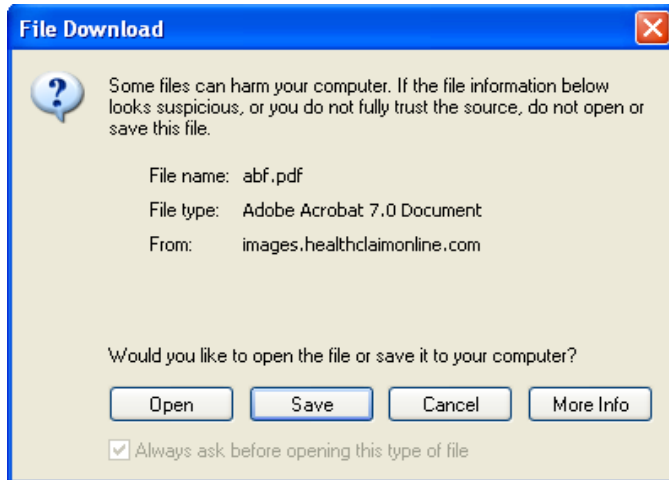 File Download
Some files can harm your computer. If the file information below
looks suspicious, or you do not fully trust the source, do not open or
save this file.
File name: abf.pdf
File type: Adobe Acrobat 7.0 Document
From: images.healthclaimonline.com
Would you like to open the file or save it to your computer?
Open Save Cancel More Info
Always ask before opening this type of file